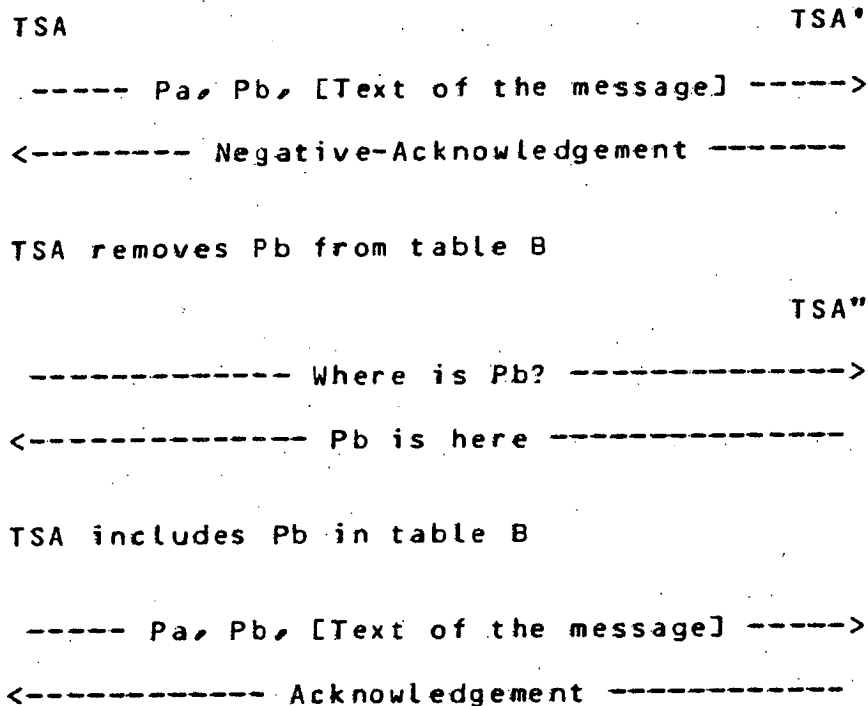 TSA TSA'
----- Pa, Pb, [Text of the message] ----->
<-------- Negative-Acknowledgement -------
TSA removes Pb from table B
TSA"
------------- Where is Pb? -------------->
<--------------- Pb is here ---------------
TSA includes Pb in table B
----- Pa, Pb, [Text of the message] ----->
<------------ Acknowledgement ------------